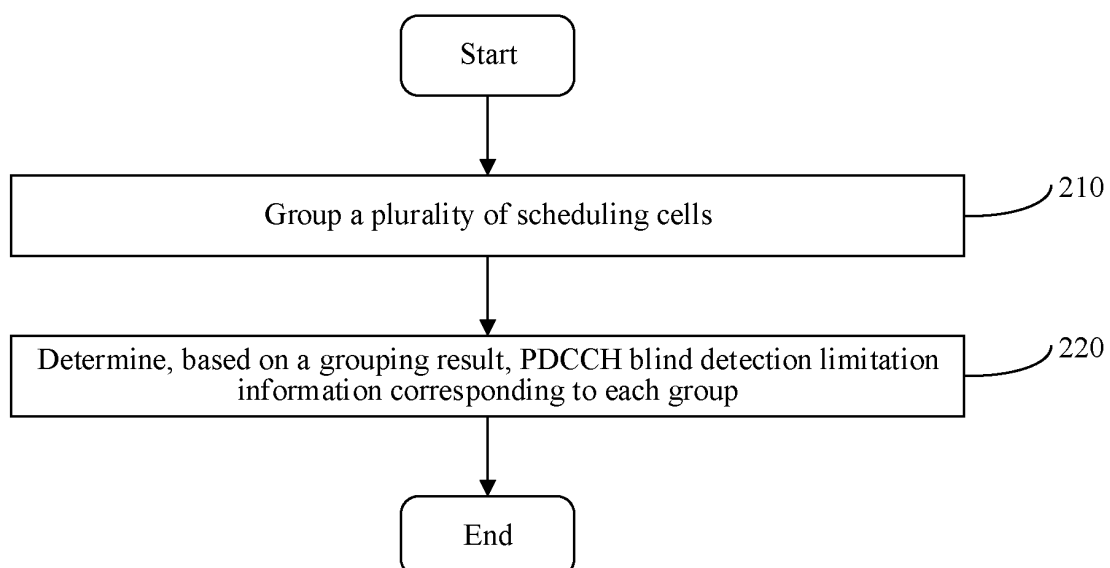 Start
Group a plurality of scheduling cells
210
Determine, based on a grouping result, PDCCH blind detection limitation
information corresponding to each group
220
End